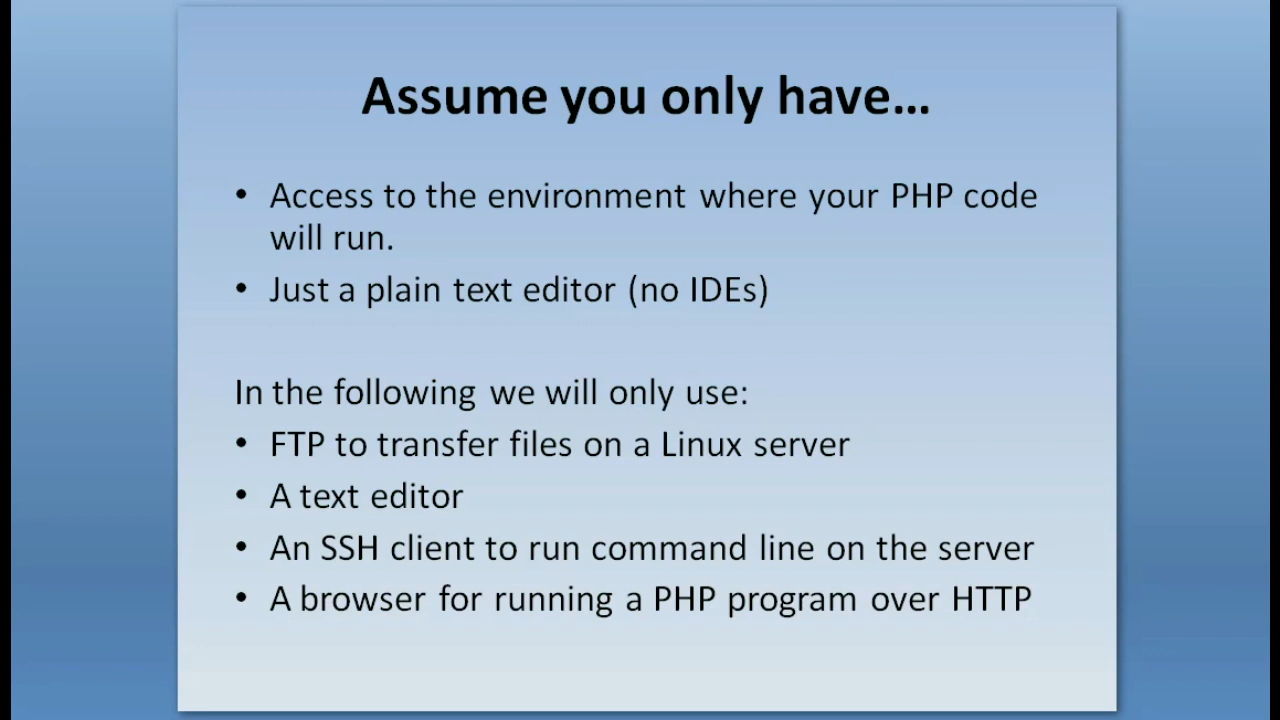 Assume you only have…
• Access to the environment where your PHP code
will run.
• Just a plain text editor (no IDEs)
In the following we will only use:
• FTP to transfer files on a Linux server
• A text editor
• An SSH client to run command line on the server
• A browser for running a PHP program over HTTP